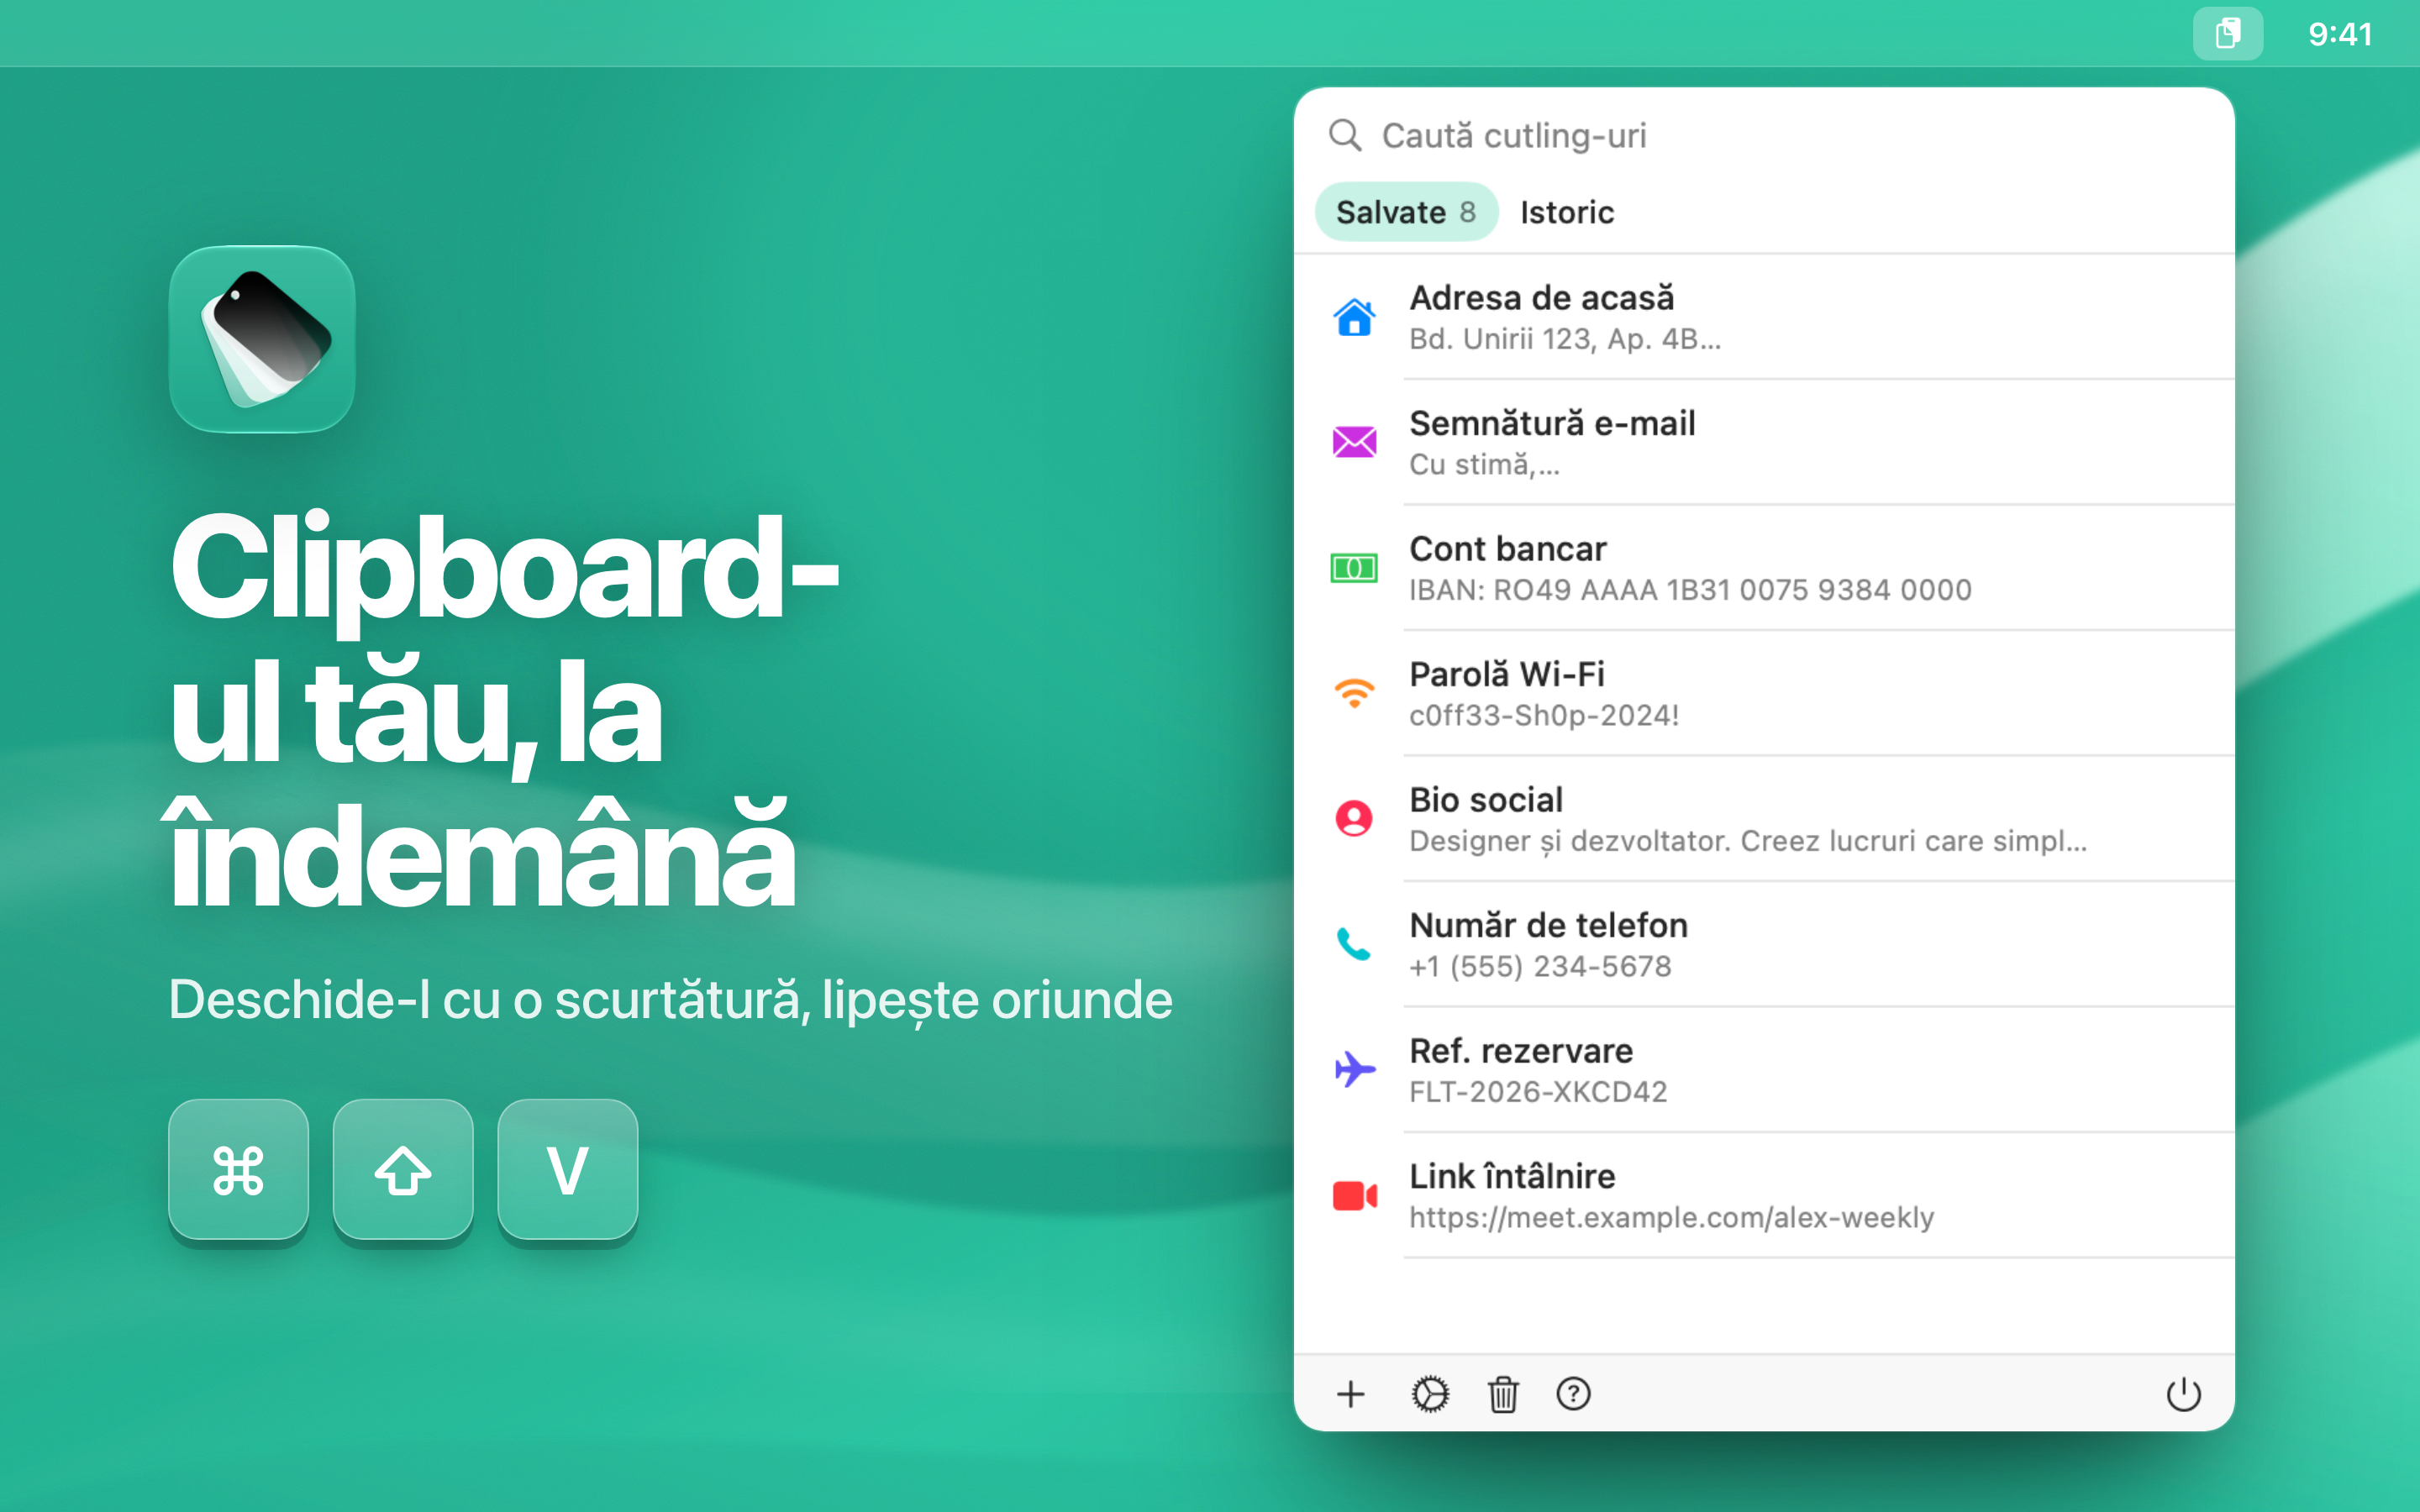 9:41
Clipboard-
ul tău, la
îndemână
Deschide-l cu o scurtătură, lipește oriunde
⌘ ⇧ V
Caută cutling-uri
Salvate 8 Istoric
Adresa de acasă
Bd. Unirii 123, Ap. 4B...
Semnătură e-mail
Cu stimă,...
Cont bancar
IBAN: RO49 AAAA 1B31 0075 9384 0000
Parolă Wi-Fi
c0ff33-Sh0p-2024!
Bio social
Designer și dezvoltator. Creez lucruri care simpl...
Număr de telefon
+1 (555) 234-5678
Ref. rezervare
FLT-2026-XKCD42
Link întâlnire
https://meet.example.com/alex-weekly